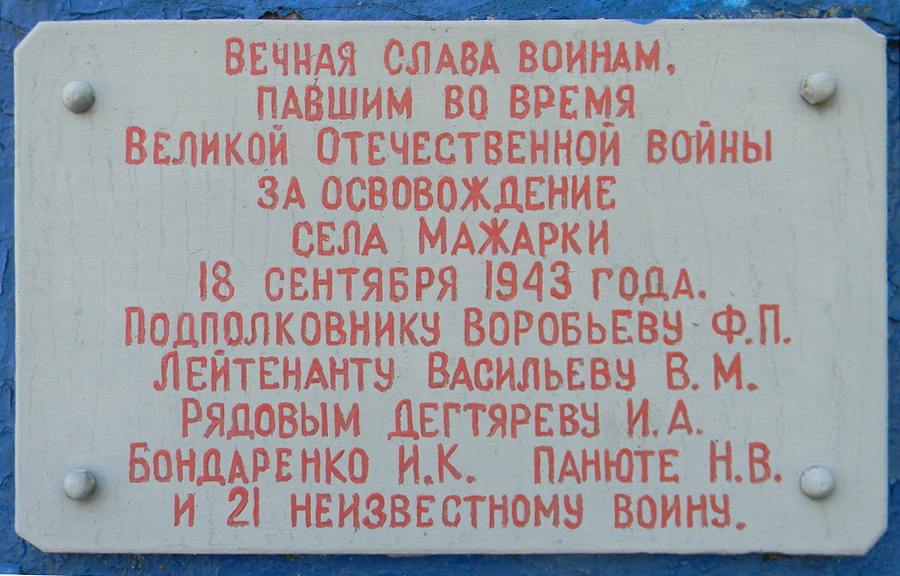 Вечная слава воинам,
павшим во время
Великой Отечественной войны
за освовождение
села Мажарки
18 сентября 1943 года.
Подполковнику Воробьеву Ф.П.
Лейтенанту Васильеву В.М.
Рядовым Дегтяреву И.А.
Бондаренко И.К. Панюте Н.В.
и 21 неизвестному воину.